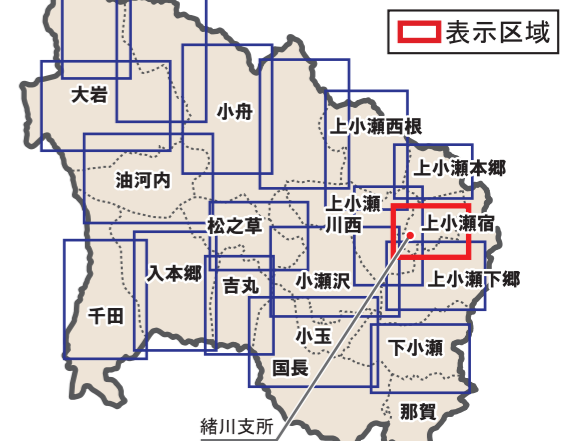 表示区域
大岩
小舟
上小瀬西根
上小瀬本郷
油河内
上小瀬
川西
松之草
上小瀬宿
入本郷
吉丸
小瀬沢
上小瀬下郷
千田
小玉
下小瀬
国長
那賀
緒川支所